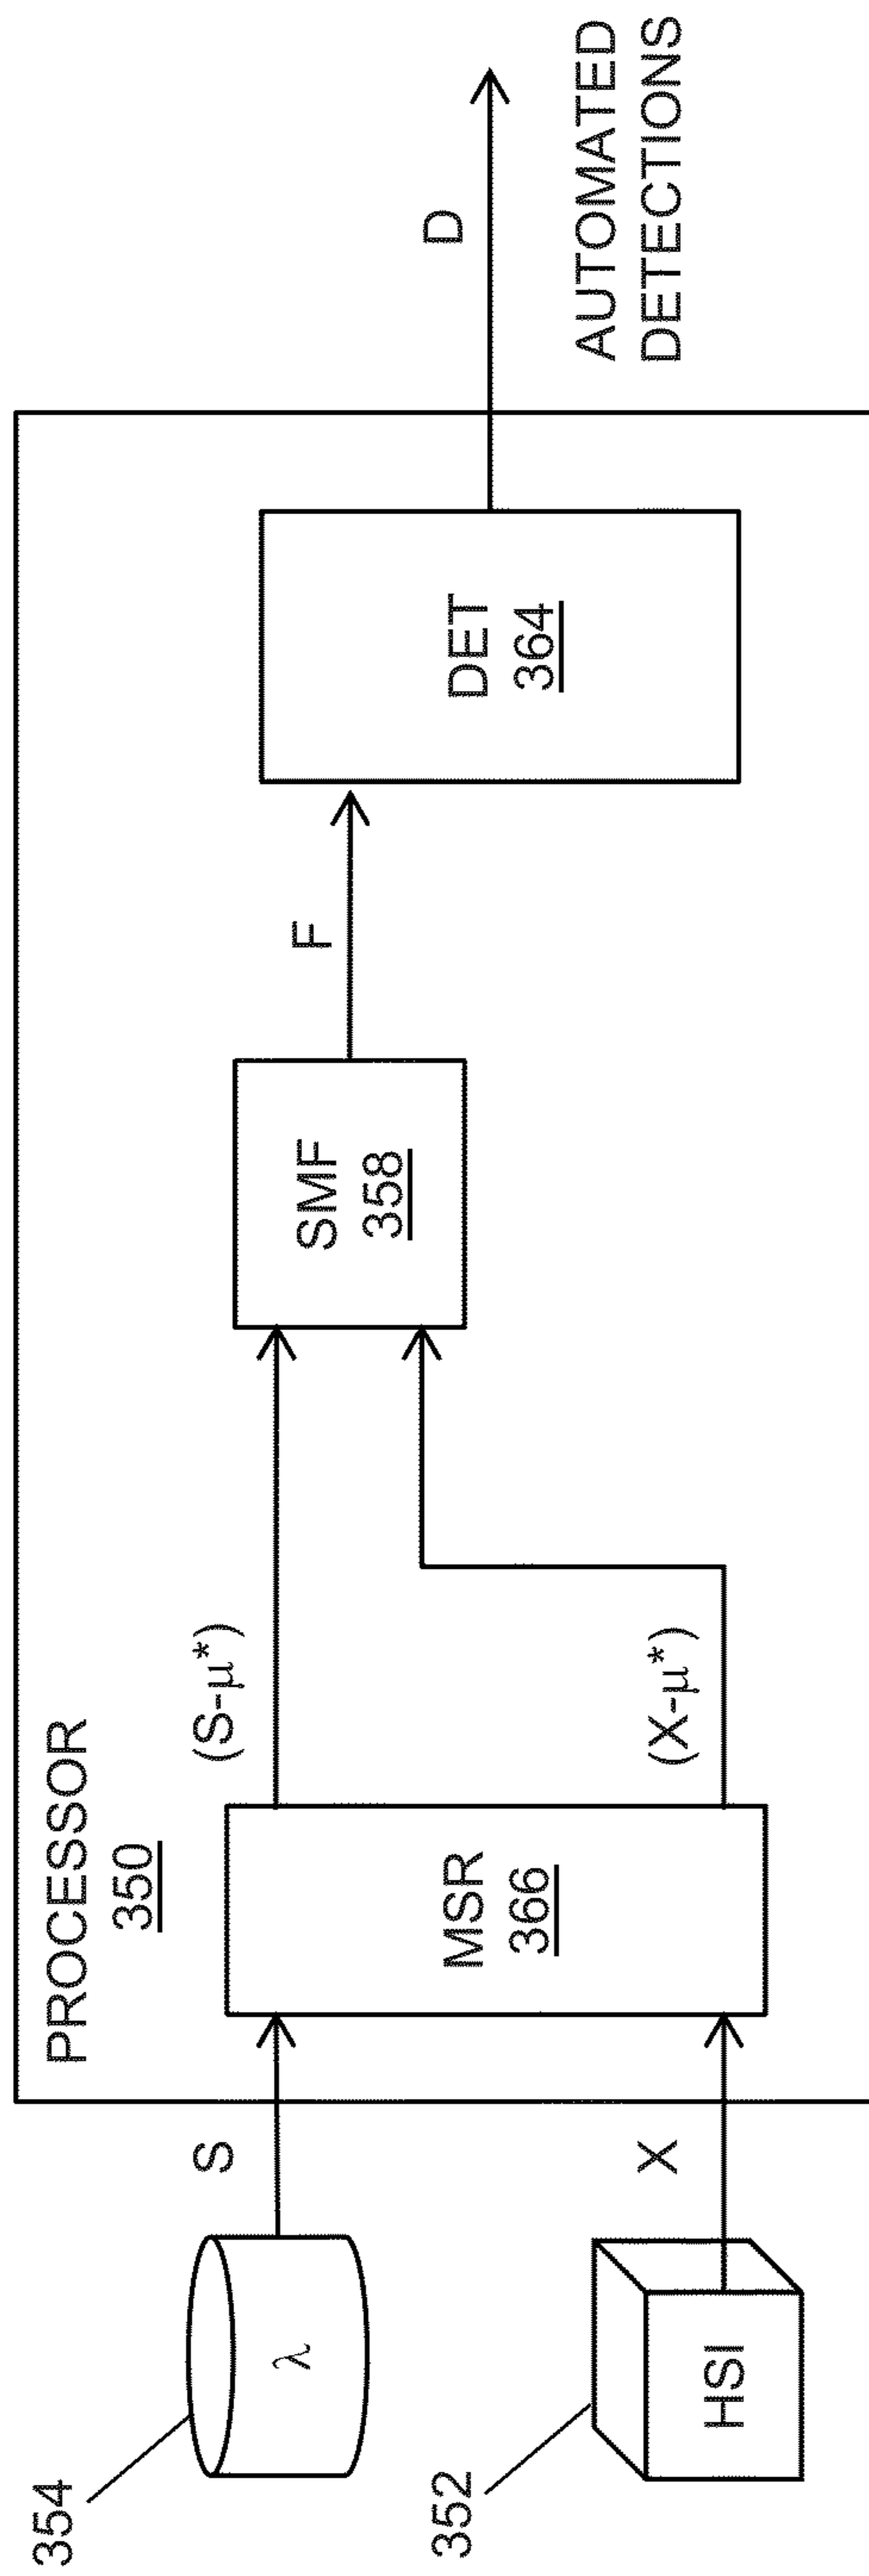 PROCESSOR
350
354
λ
S
352
HSI
X
MSR
366
(S-μ*)
(X-μ*)
SMF
358
F
DET
364
D
AUTOMATED
DETECTIONS